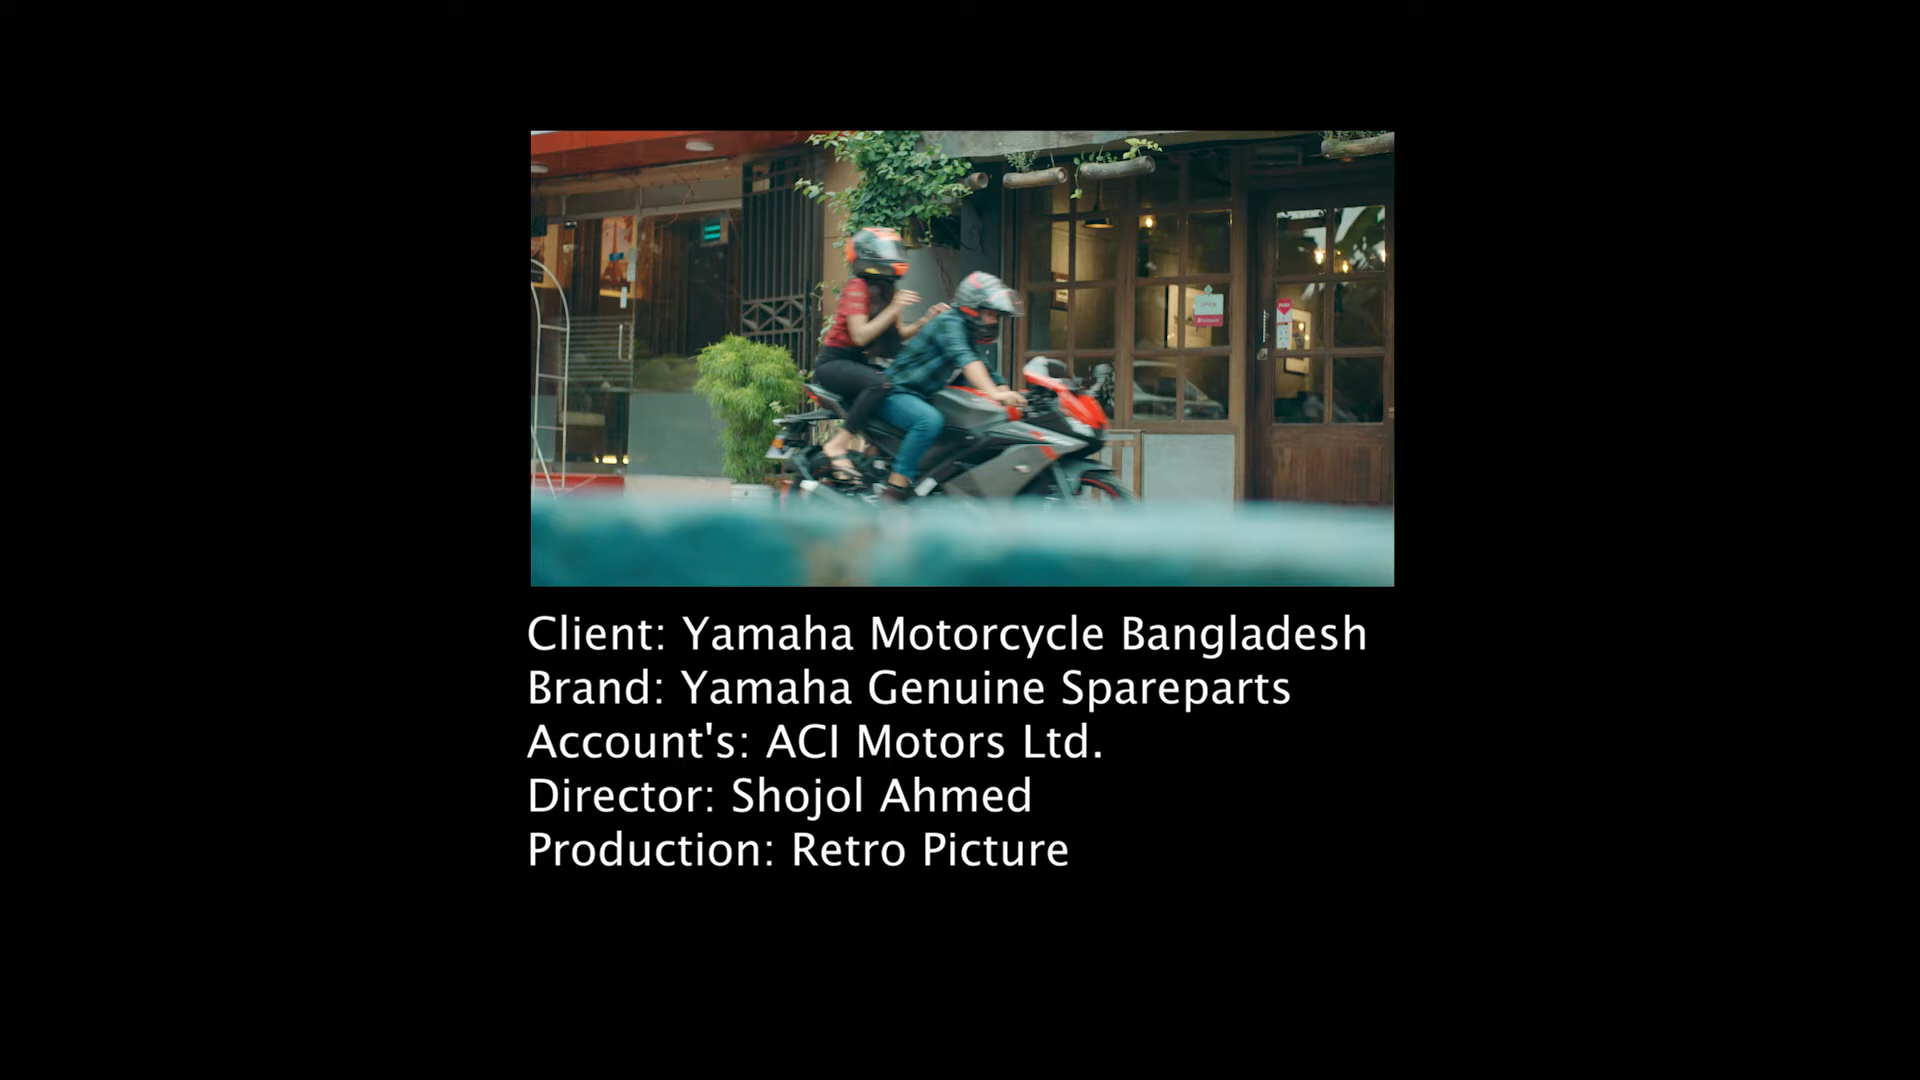 Client: Yamaha Motorcycle Bangladesh
Brand: Yamaha Genuine Spareparts
Account's: ACI Motors Ltd.
Director: Shojol Ahmed
Production: Retro Picture